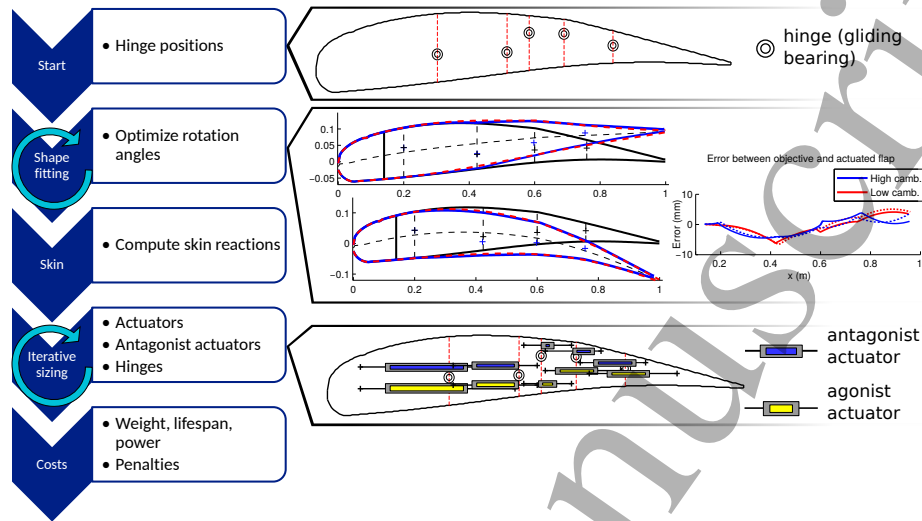 Start
• Hinge positions
hinge (gliding
bearing)
Shape
fitting
• Optimize rotation
angles
0.1
0.05
0
−0.05
0
0.2
0.4
0.6
0.8
1
0.1
0
−0.1
0
0.2
0.4
0.6
0.8
1
Error between objective and actuated flap
High camb.
Low camb.
Error (mm)
10
0
−10
0.2
0.4
0.6
0.8
1
x (m)
Skin
• Compute skin reactions
Iterative
sizing
• Actuators
• Antagonist actuators
• Hinges
antagonist
actuator
agonist
actuator
Costs
• Weight, lifespan,
power
• Penalties
nuscri